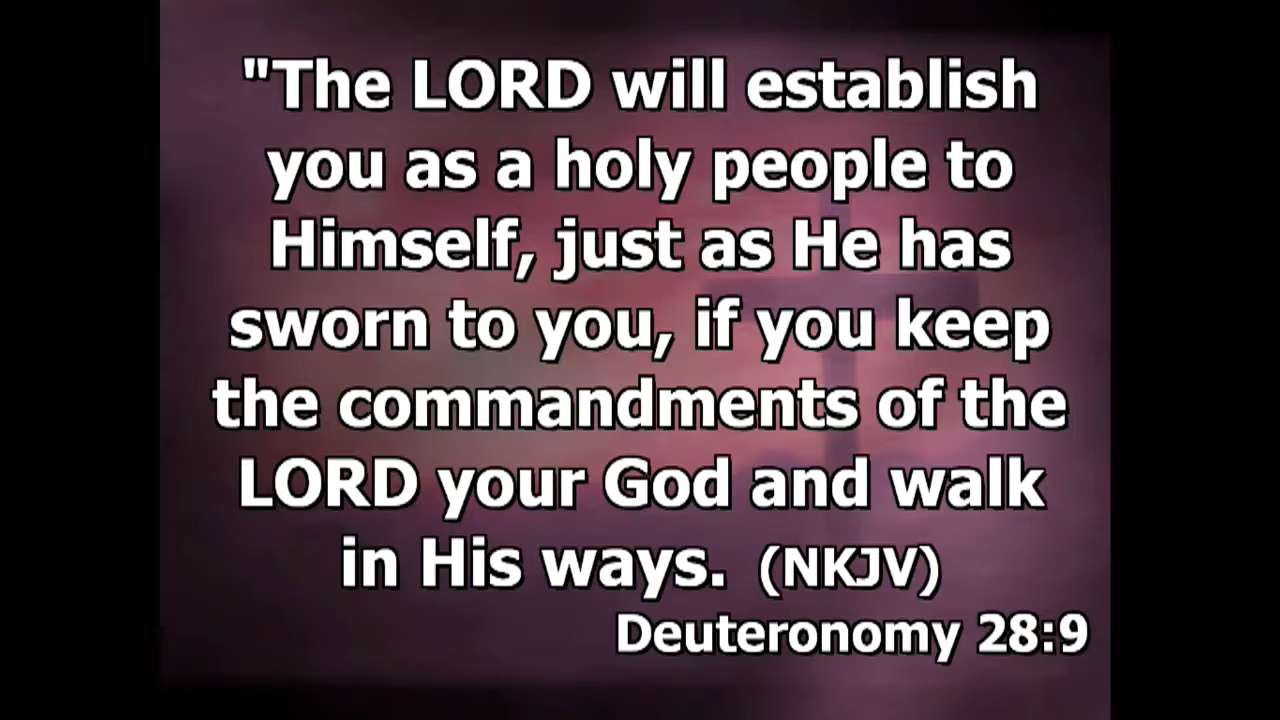 "The LORD will establish
you as a holy people to
Himself, just as He has
sworn to you, if you keep
the commandments of the
LORD your God and walk
in His ways. (NKJV)
Deuteronomy 28:9